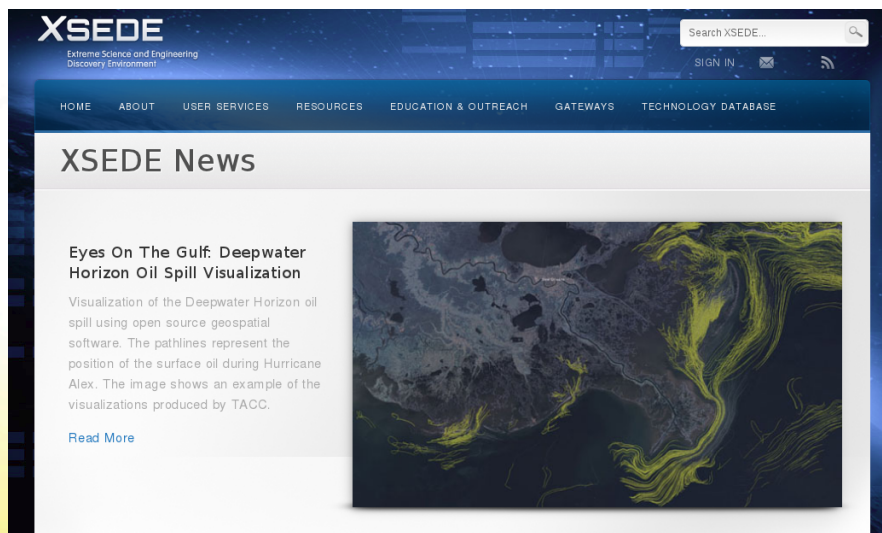 XSEDE
Extreme Science and Engineering
Discovery Environment
Search XSEDE...
SIGN IN
HOME ABOUT USER SERVICES RESOURCES EDUCATION & OUTREACH GATEWAYS TECHNOLOGY DATABASE
XSEDE News
Eyes On The Gulf: Deepwater
Horizon Oil Spill Visualization
Visualization of the Deepwater Horizon oil
spill using open source geospatial
software. The pathlines represent the
position of the surface oil during Hurricane
Alex. The image shows an example of the
visualizations produced by TACC.
Read More